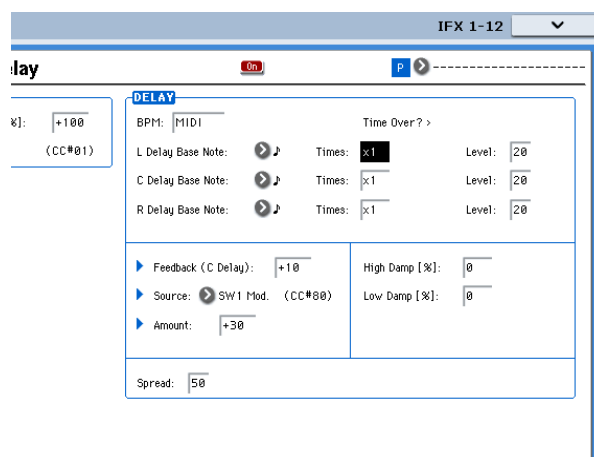 IFX 1-12
lay On P ---------------
DELAY
%]: +100 BPM: MIDI Time Over? >
(CC#01) L Delay Base Note: ♪ Times: x1 Level: 20
C Delay Base Note: ♪ Times: x1 Level: 20
R Delay Base Note: ♪ Times: x1 Level: 20
Feedback (C Delay): +10 High Damp [%]: 0
Source: SW1 Mod. (CC#80) Low Damp [%]: 0
Amount: +30
Spread: 50